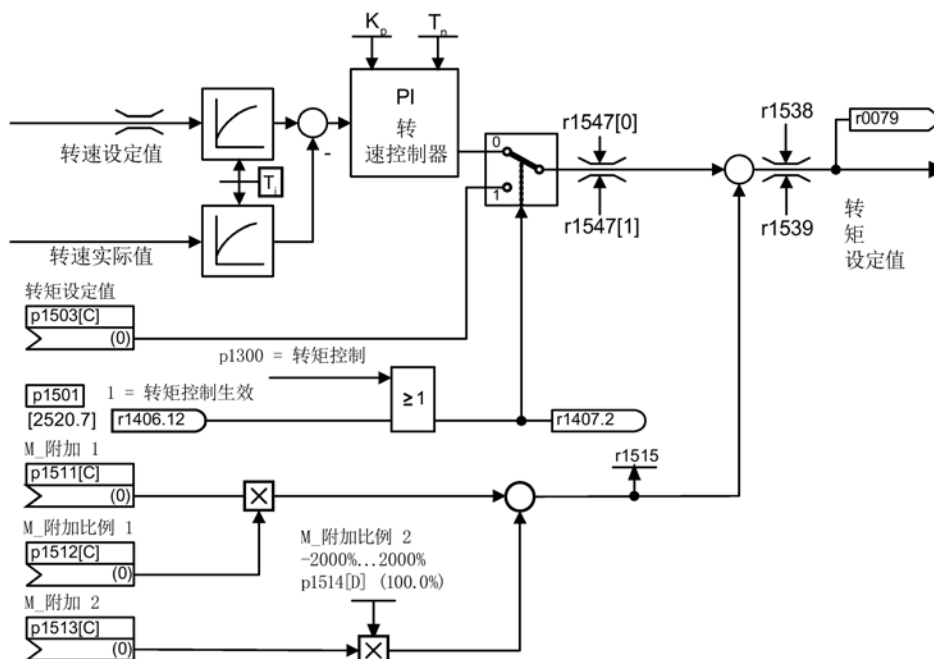 Kp
Tn
PI
转
速控制器
转速设定值
-
Ti
转速实际值
0
1
r1547[0]
r1547[1]
r1538
r1539
r0079
转
矩
设定值
转矩设定值
p1503[C]
(0)
p1300 = 转矩控制
p1501
1 = 转矩控制生效
[2520.7]
r1406.12
≥1
r1407.2
M_附加 1
p1511[C]
(0)
r1515
M_附加比例 1
p1512[C]
(0)
M_附加比例 2
-2000%...2000%
p1514[D] (100.0%)
M_附加 2
p1513[C]
(0)